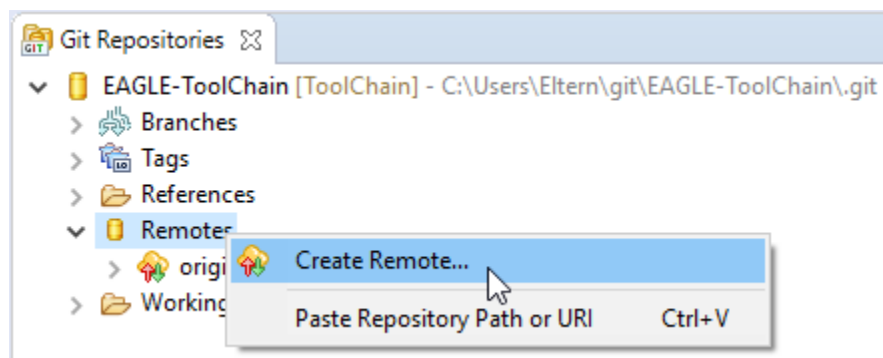 GIT Git Repositories
EAGLE-ToolChain [ToolChain] - C:\Users\Eltern\git\EAGLE-ToolChain\.git
Branches
Tags
References
Remotes
origi Create Remote...
Working
Paste Repository Path or URI Ctrl+V